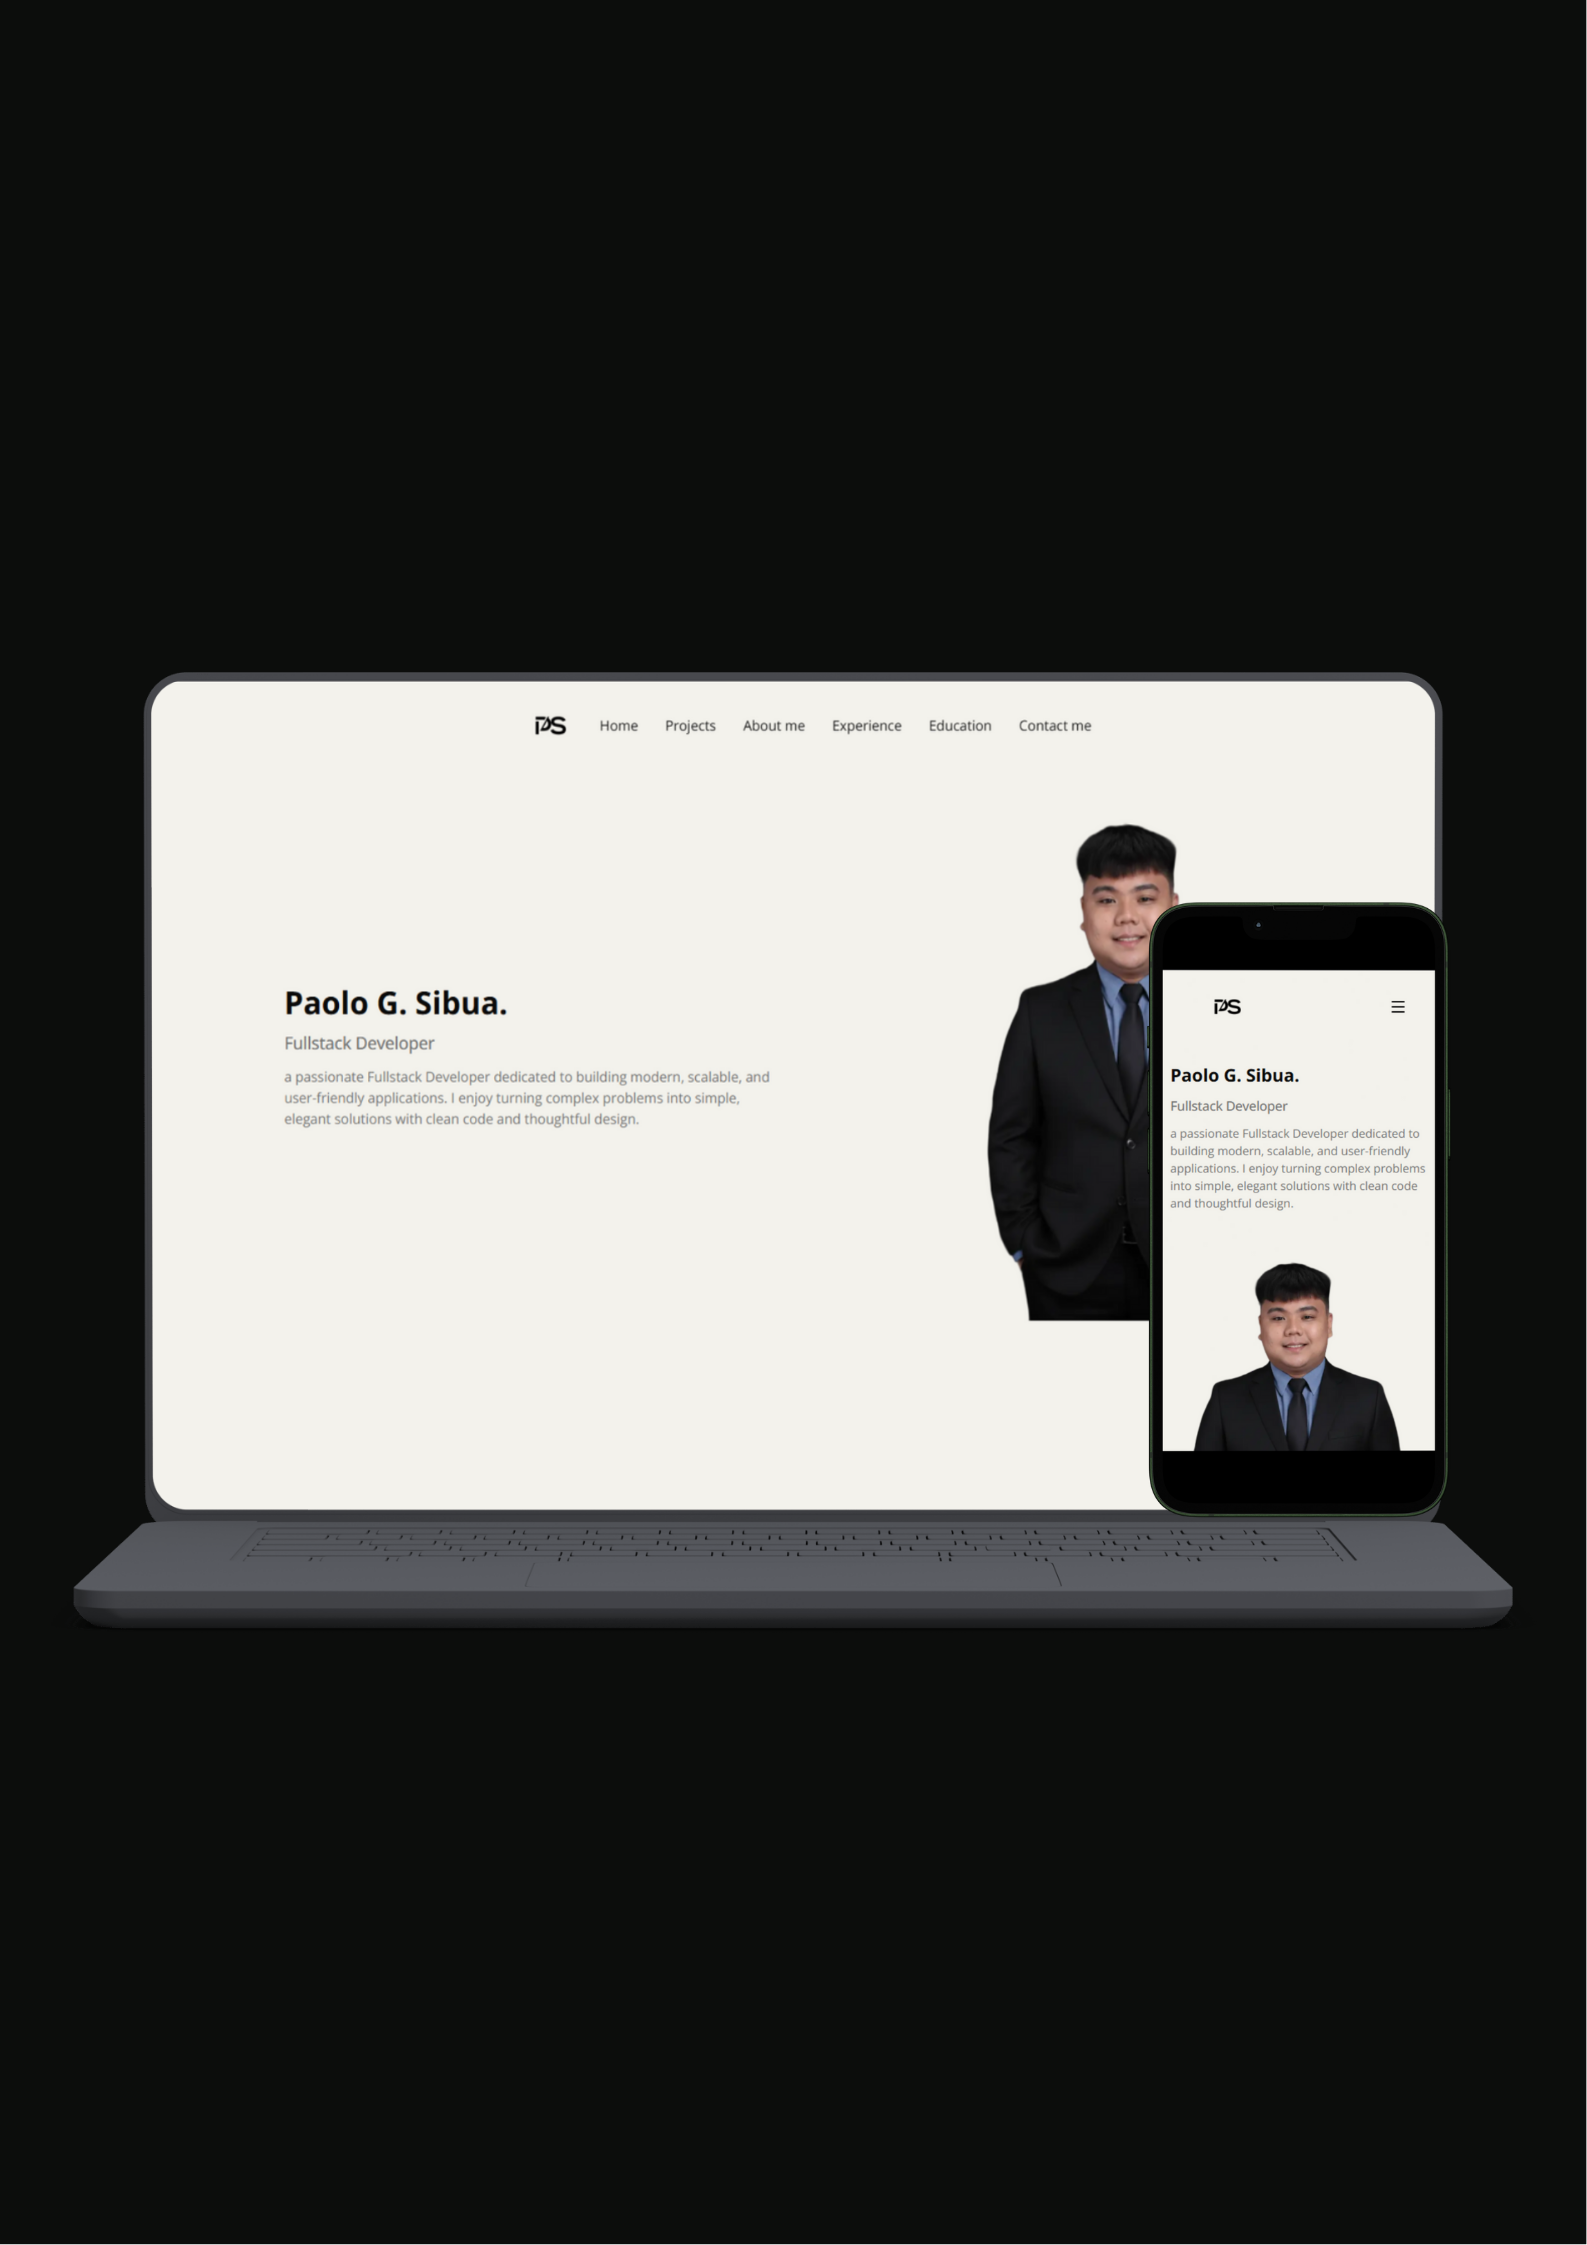 PS
Home Projects About me Experience Education Contact me
Paolo G. Sibua.
Fullstack Developer
a passionate Fullstack Developer dedicated to building modern, scalable, and
user-friendly applications. I enjoy turning complex problems into simple,
elegant solutions with clean code and thoughtful design.
PS
Paolo G. Sibua.
Fullstack Developer
a passionate Fullstack Developer dedicated to
building modern, scalable, and user-friendly
applications. I enjoy turning complex problems
into simple, elegant solutions with clean code
and thoughtful design.